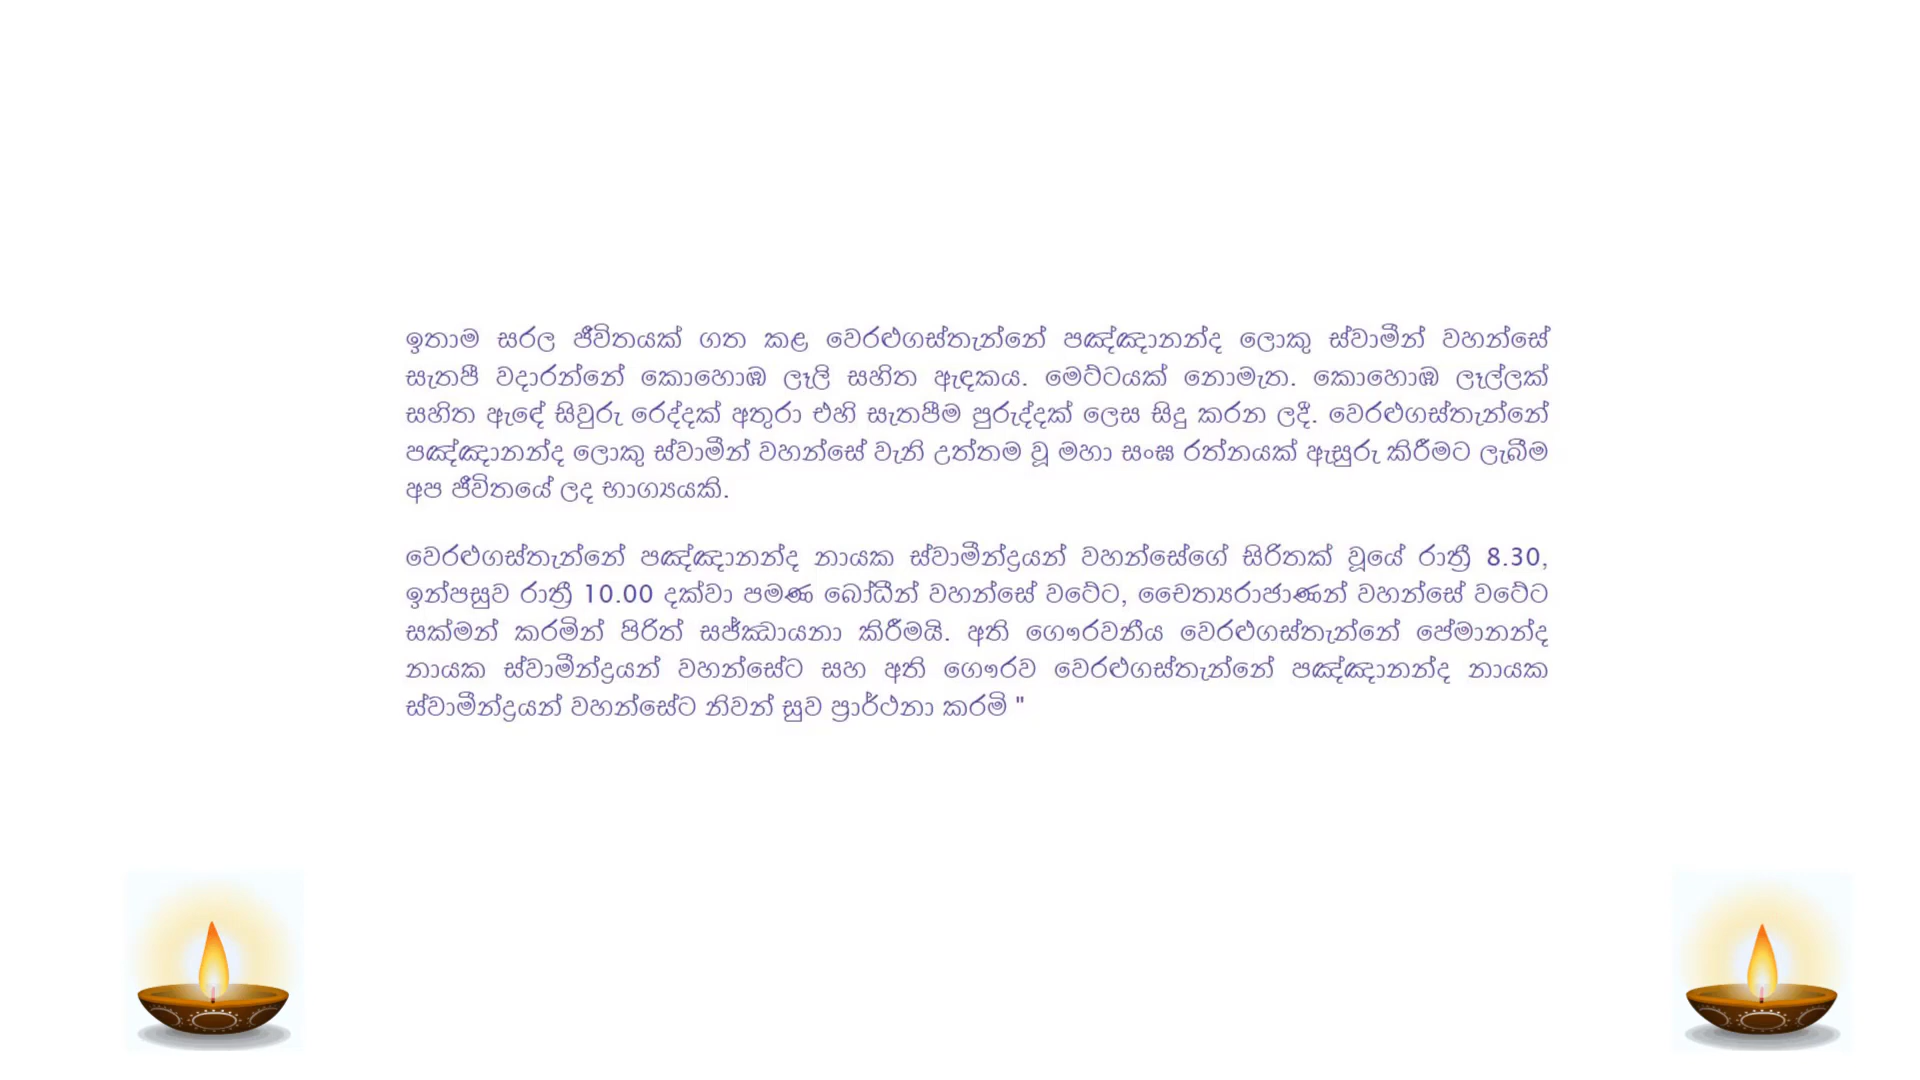 ඉතාම සරල ජීවිතයක් ගත කළ වෙරළුගස්තැන්නේ පඤ්ඤානන්ද ලොකු ස්වාමීන් වහන්සේ
සැතපී වදාරන්නේ කොහොඹ ලෑලි සහිත ඇඳකය. මෙට්ටයක් නොමැත. කොහොඹ ලෑල්ලක්
සහිත ඇඳේ සිවුරු රෙද්දක් අතුරා එහි සැතපීම පුරුද්දක් ලෙස සිදු කරන ලදී. වෙරළුගස්තැන්නේ
පඤ්ඤානන්ද ලොකු ස්වාමීන් වහන්සේ වැනි උත්තම වූ මහා සංඝ රත්නයක් ඇසුරු කිරීමට ලැබීම
අප ජීවිතයේ ලද භාග්‍යයකි.
වෙරළුගස්තැන්නේ පඤ්ඤානන්ද නායක ස්වාමීන්ද්‍රයන් වහන්සේගේ සිරිතක් වූයේ රාත්‍රී 8.30,
ඉන්පසුව රාත්‍රී 10.00 දක්වා පමණ බෝධීන් වහන්සේ වටේට, චෛත්‍යරාජාණන් වහන්සේ වටේට
සක්මන් කරමින් පිරිත් සජ්ඣායනා කිරීමයි. අති ගෞරවනීය වෙරළුගස්තැන්නේ පේමානන්ද
නායක ස්වාමීන්ද්‍රයන් වහන්සේට සහ අති ගෞරව වෙරළුගස්තැන්නේ පඤ්ඤානන්ද නායක
ස්වාමීන්ද්‍රයන් වහන්සේට නිවන් සුව ප්‍රාර්ථනා කරමි "